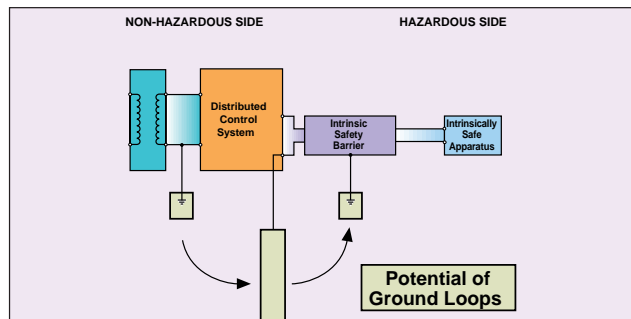 NON-HAZARDOUS SIDE
HAZARDOUS SIDE
Distributed
Control
System
Intrinsic
Safety
Barrier
Intrinsically
Safe
Apparatus
Potential of
Ground Loops